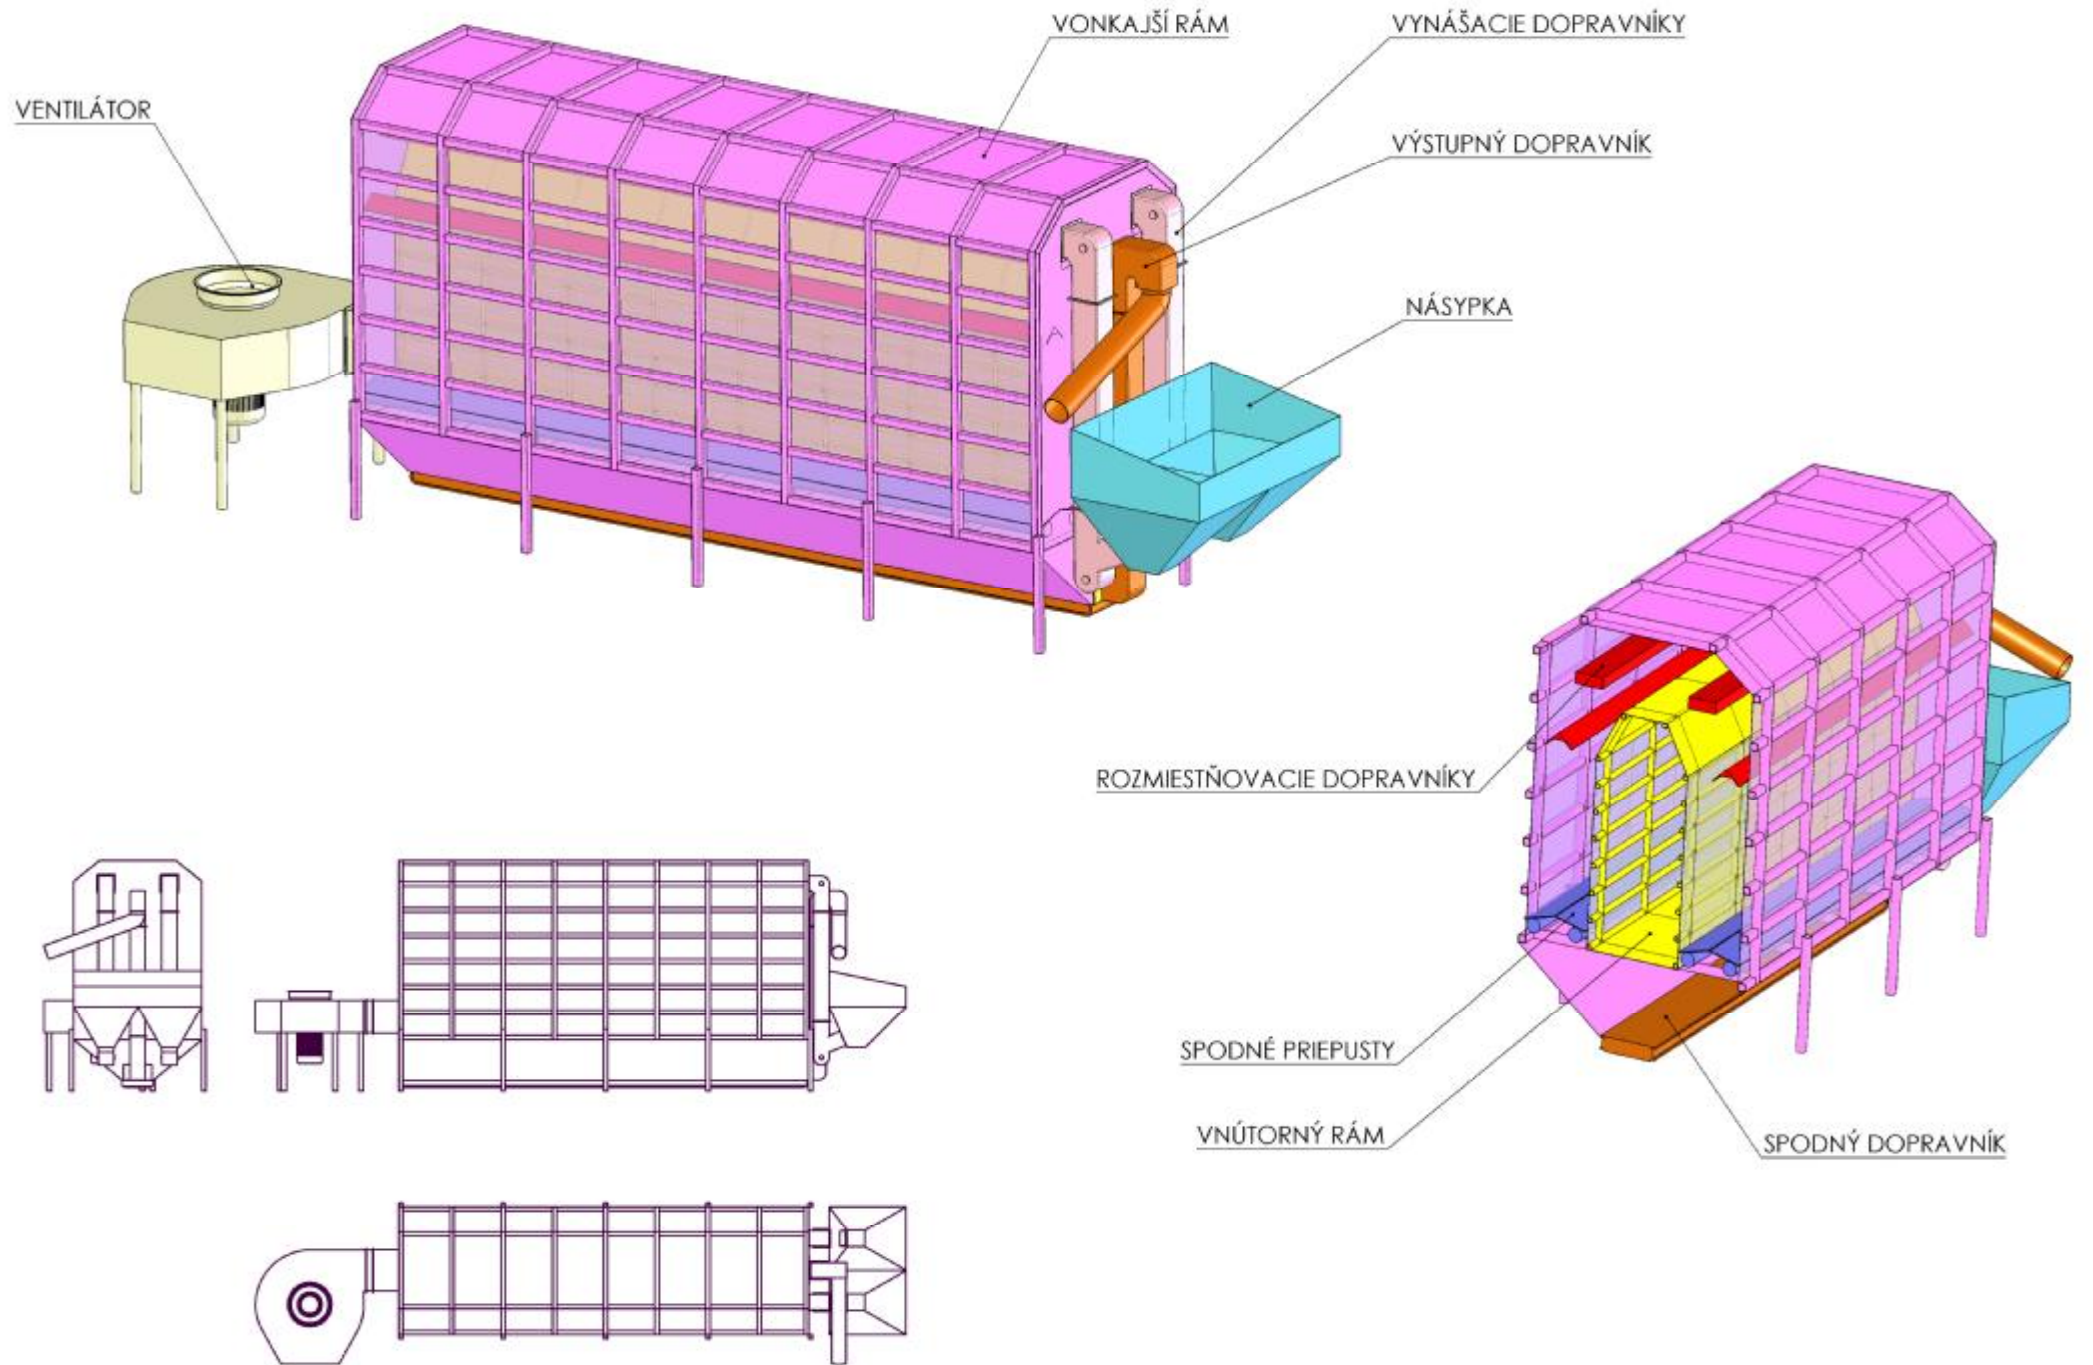 VONKAJŠÍ RÁM
VYNÁŠACIE DOPRAVNÍKY
VENTILÁTOR
VÝSTUPNÝ DOPRAVNÍK
NÁSYPKA
ROZMIESTŇOVACIE DOPRAVNÍKY
SPODNÉ PRIEPUSTY
VNÚTORNÝ RÁM
SPODNÝ DOPRAVNÍK